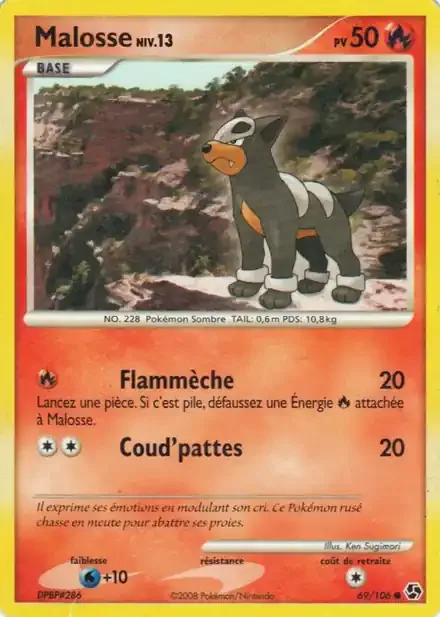 Malosse NIV.13 PV 50
BASE
NO. 228 Pokémon Sombre TAIL: 0,6m PDS: 10,8kg
Flammèche 20
Lancez une pièce. Si c'est pile, défaussez une Énergie attachée
à Malosse.
Coud'pattes 20
Il exprime ses émotions en modulant son cri. Ce Pokémon rusé
chasse en meute pour abattre ses proies.
Illus. Ken Sugimori
faiblesse résistance coût de retraite
+10
DPBP#286 ©2008 Pokémon/Nintendo 69/106